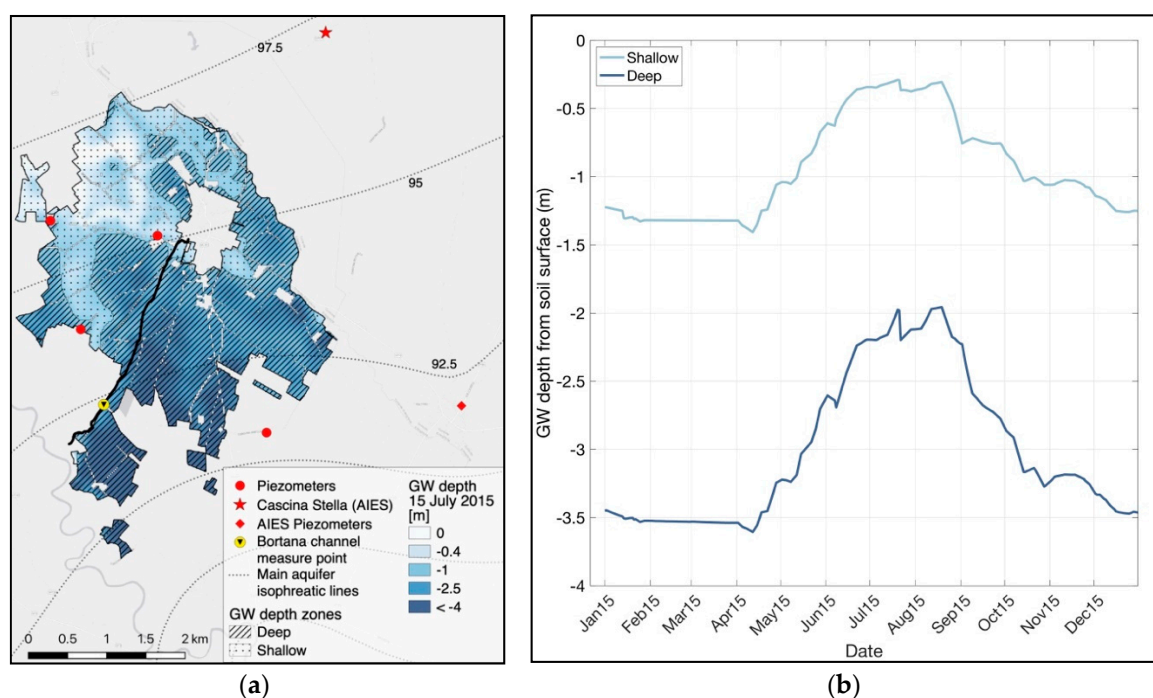 97.5
95
92.5
Piezometers
Cascina Stella (AIES)
AIES Piezometers
Bortana channel
measure point
Main aquifer
isophreatic lines
GW depth zones
Deep
Shallow
GW depth
15 July 2015
[m]
0
-0.4
-1
-2.5
< -4
0 0.5 1 1.5 2 km
(a)
Shallow
Deep
GW depth from soil surface (m)
0
-0.5
-1
-1.5
-2
-2.5
-3
-3.5
-4
Jan15 Feb15 Mar15 Apr15 May15 Jun15 Jul15 Aug15 Sep15 Oct15 Nov15 Dec15
Date
(b)